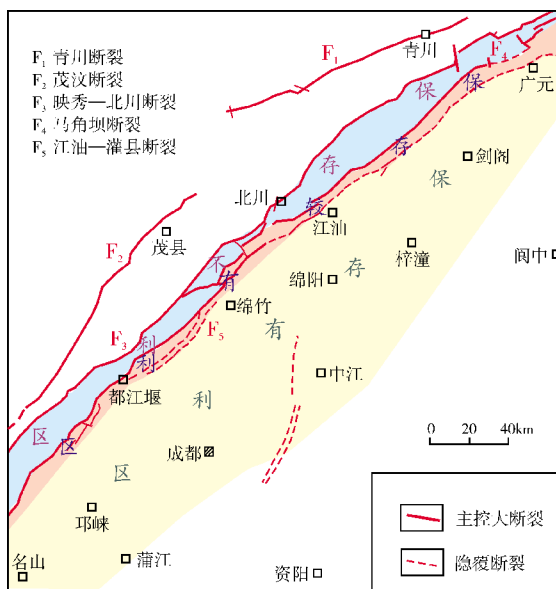 F₁ 青川断裂
F₂ 茂汶断裂
F₃ 映秀—北川断裂
F₄ 马角坝断裂
F₅ 江油—灌县断裂
F₁
青川
F₄
广元
剑阁
北川
江油
茂县
F₂
梓潼
阆中
绵阳
绵竹
F₃
F₅
都江堰
中江
成都
邛崃
名山
蒲江
资阳
保存不利区
保存较有利区
保存有利区
0 20 40km
主控大断裂
隐覆断裂